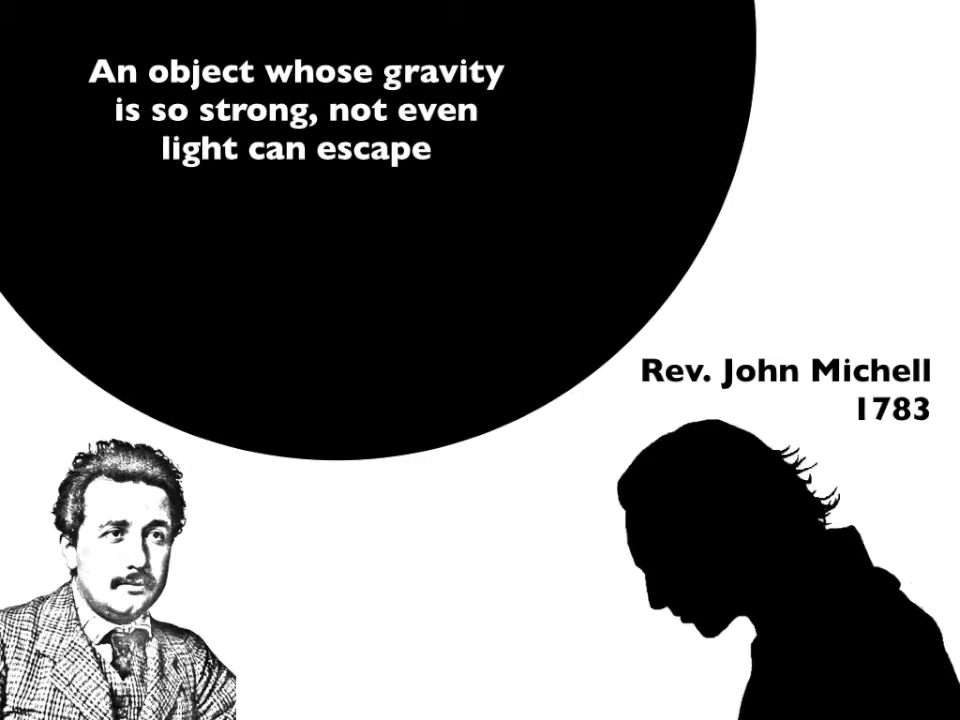 An object whose gravity
is so strong, not even
light can escape
Rev. John Michell
1783